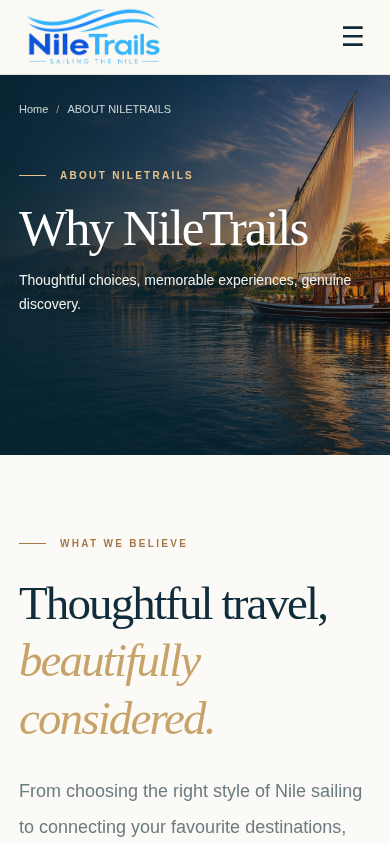 NileTrails
SAILING THE NILE
Home / ABOUT NILETRAILS
ABOUT NILETRAILS
Why NileTrails
Thoughtful choices, memorable experiences, genuine
discovery.
WHAT WE BELIEVE
Thoughtful travel,
beautifully
considered.
From choosing the right style of Nile sailing
to connecting your favourite destinations,